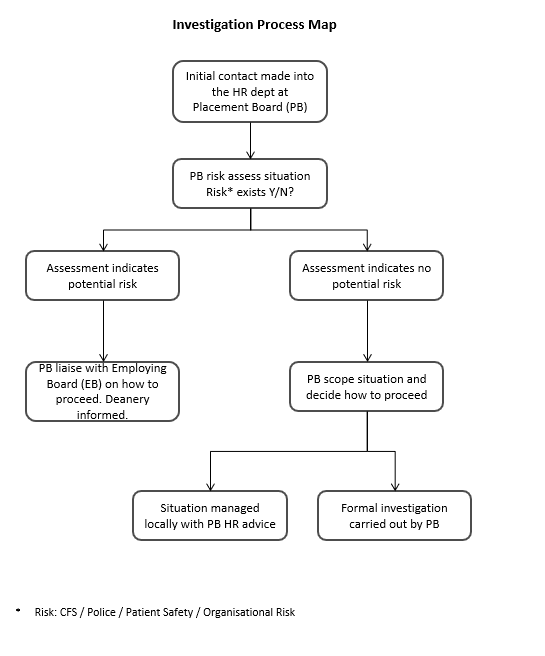 Investigation Process Map
Initial contact made into
the HR dept at
Placement Board (PB)
PB risk assess situation
Risk* exists Y/N?
Assessment indicates
potential risk
Assessment indicates no
potential risk
PB liaise with Employing
Board (EB) on how to
proceed. Deanery
informed.
PB scope situation and
decide how to proceed
Situation managed
locally with PB HR advice
Formal investigation
carried out by PB
* Risk: CFS / Police / Patient Safety / Organisational Risk